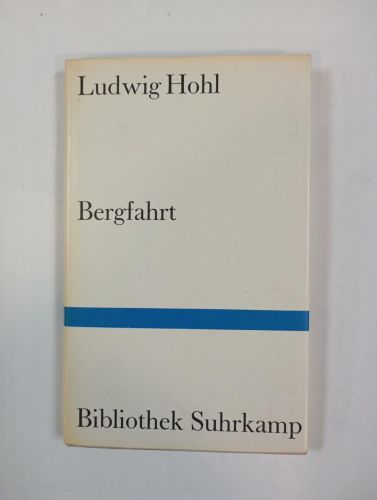 Ludwig Hohl
Bergfahrt
Bibliothek Suhrkamp